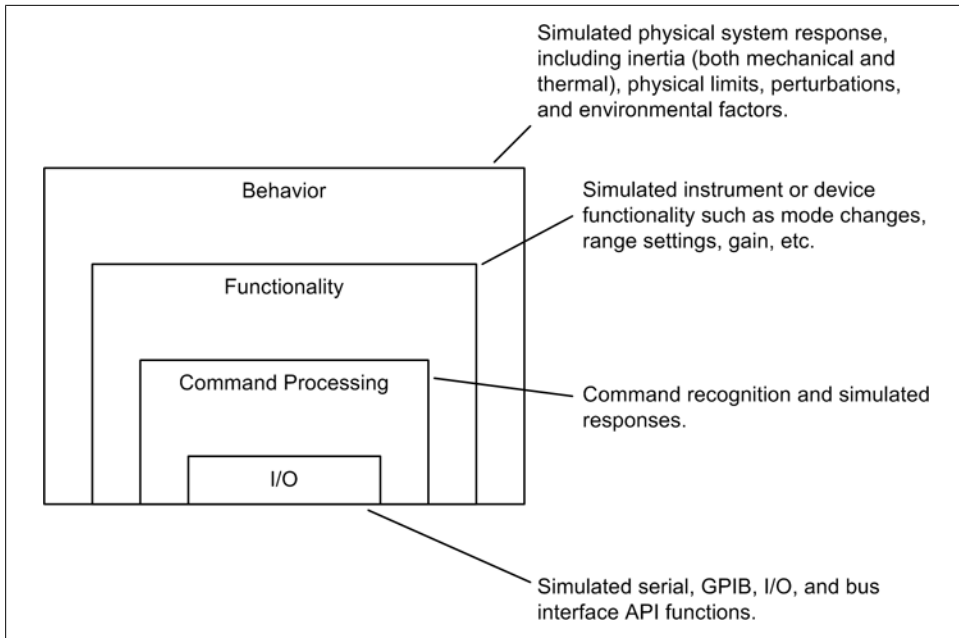 Simulated physical system response,
including inertia (both mechanical and
thermal), physical limits, perturbations,
and environmental factors.
Behavior
Simulated instrument or device
functionality such as mode changes,
range settings, gain, etc.
Functionality
Command Processing
Command recognition and simulated
responses.
I/O
Simulated serial, GPIB, I/O, and bus
interface API functions.